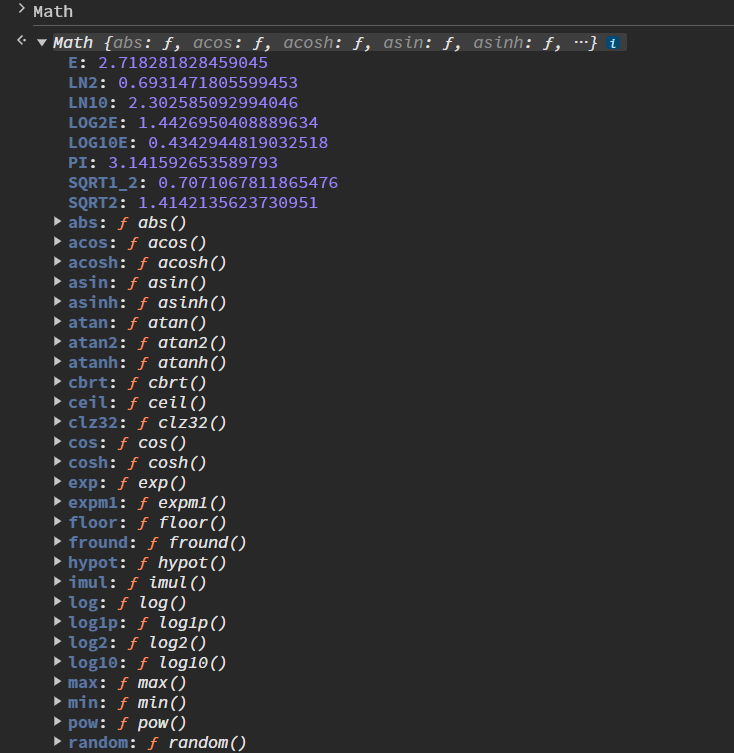 Math
Math {abs: ƒ, acos: ƒ, acosh: ƒ, asin: ƒ, asinh: ƒ, …} i
E: 2.718281828459045
LN2: 0.6931471805599453
LN10: 2.302585092994046
LOG2E: 1.4426950408889634
LOG10E: 0.4342944819032518
PI: 3.141592653589793
SQRT1_2: 0.7071067811865476
SQRT2: 1.4142135623730951
abs: ƒ abs()
acos: ƒ acos()
acosh: ƒ acosh()
asin: ƒ asin()
asinh: ƒ asinh()
atan: ƒ atan()
atan2: ƒ atan2()
atanh: ƒ atanh()
cbrt: ƒ cbrt()
ceil: ƒ ceil()
clz32: ƒ clz32()
cos: ƒ cos()
cosh: ƒ cosh()
exp: ƒ exp()
expm1: ƒ expm1()
floor: ƒ floor()
fround: ƒ fround()
hypot: ƒ hypot()
imul: ƒ imul()
log: ƒ log()
log1p: ƒ log1p()
log2: ƒ log2()
log10: ƒ log10()
max: ƒ max()
min: ƒ min()
pow: ƒ pow()
random: ƒ random()